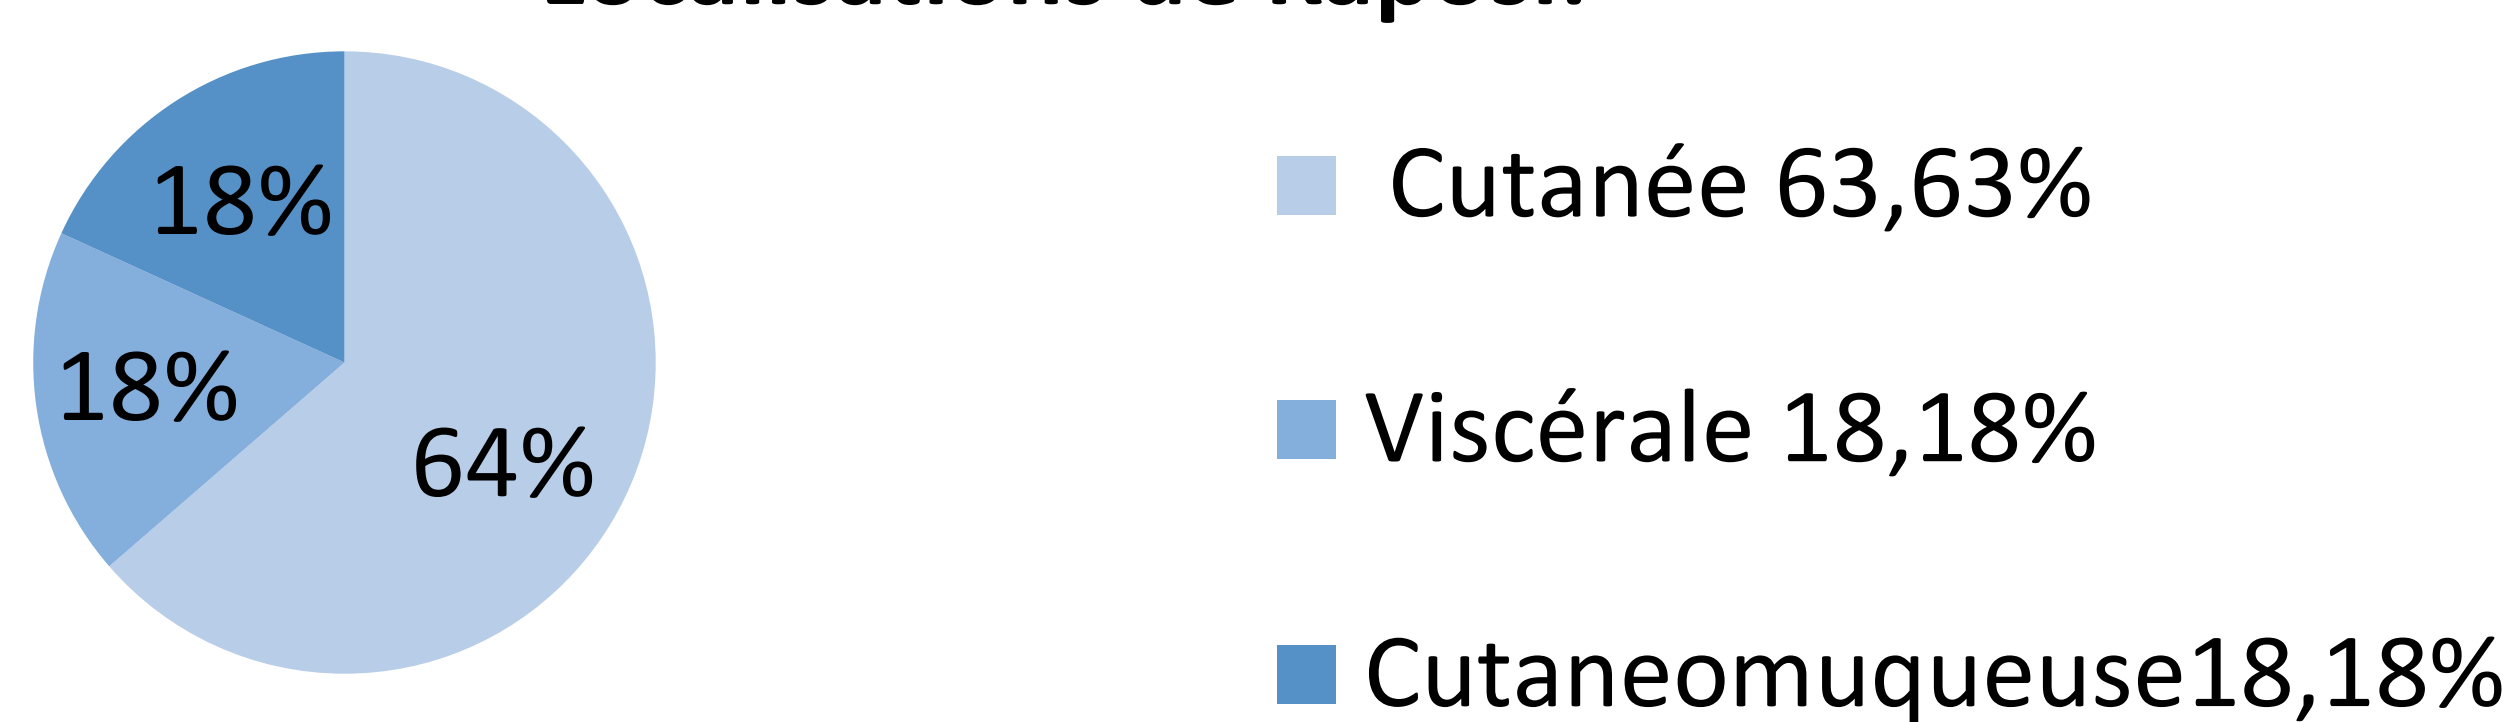 18%
18%
64%
Cutanée 63,63%
Viscérale 18,18%
Cutaneomuqueuse18,18%